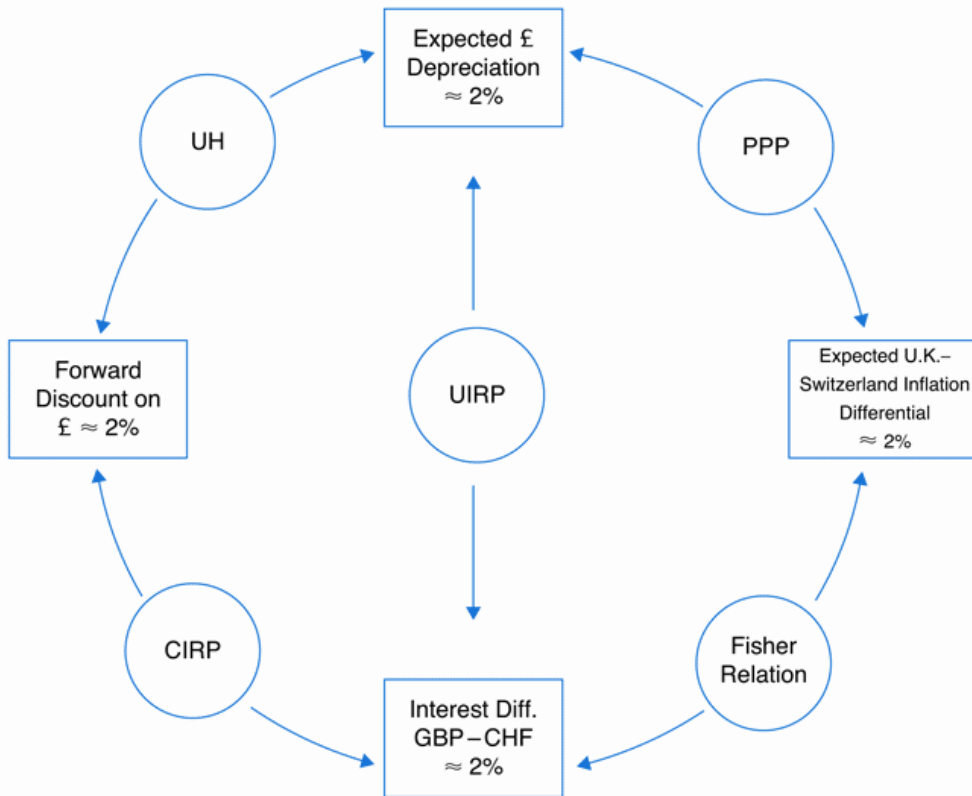 Expected £
Depreciation
≈ 2%
UH
PPP
Forward
Discount on
£ ≈ 2%
UIRP
Expected U.K.–
Switzerland Inflation
Differential
≈ 2%
CIRP
Fisher
Relation
Interest Diff.
GBP–CHF
≈ 2%